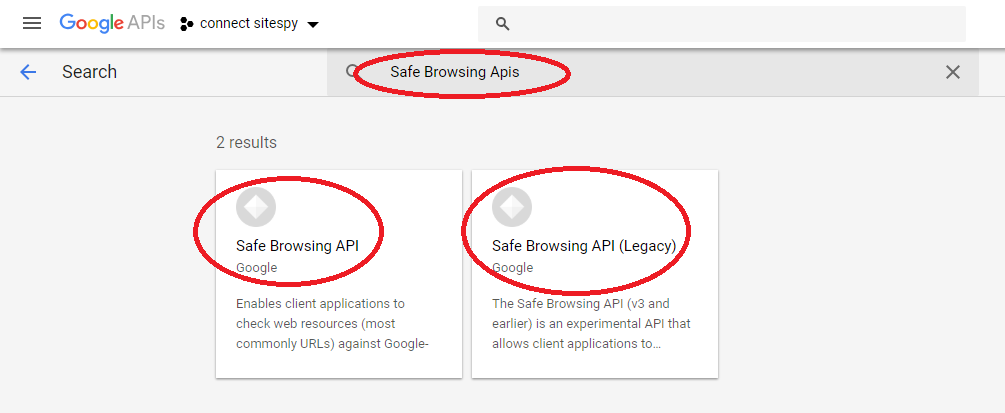 Google APIs connect sitespy
Search Safe Browsing Apis
2 results
Safe Browsing API
Google
Enables client applications to
check web resources (most
commonly URLs) against Google-
Safe Browsing API (Legacy)
Google
The Safe Browsing API (v3 and
earlier) is an experimental API that
allows client applications to...